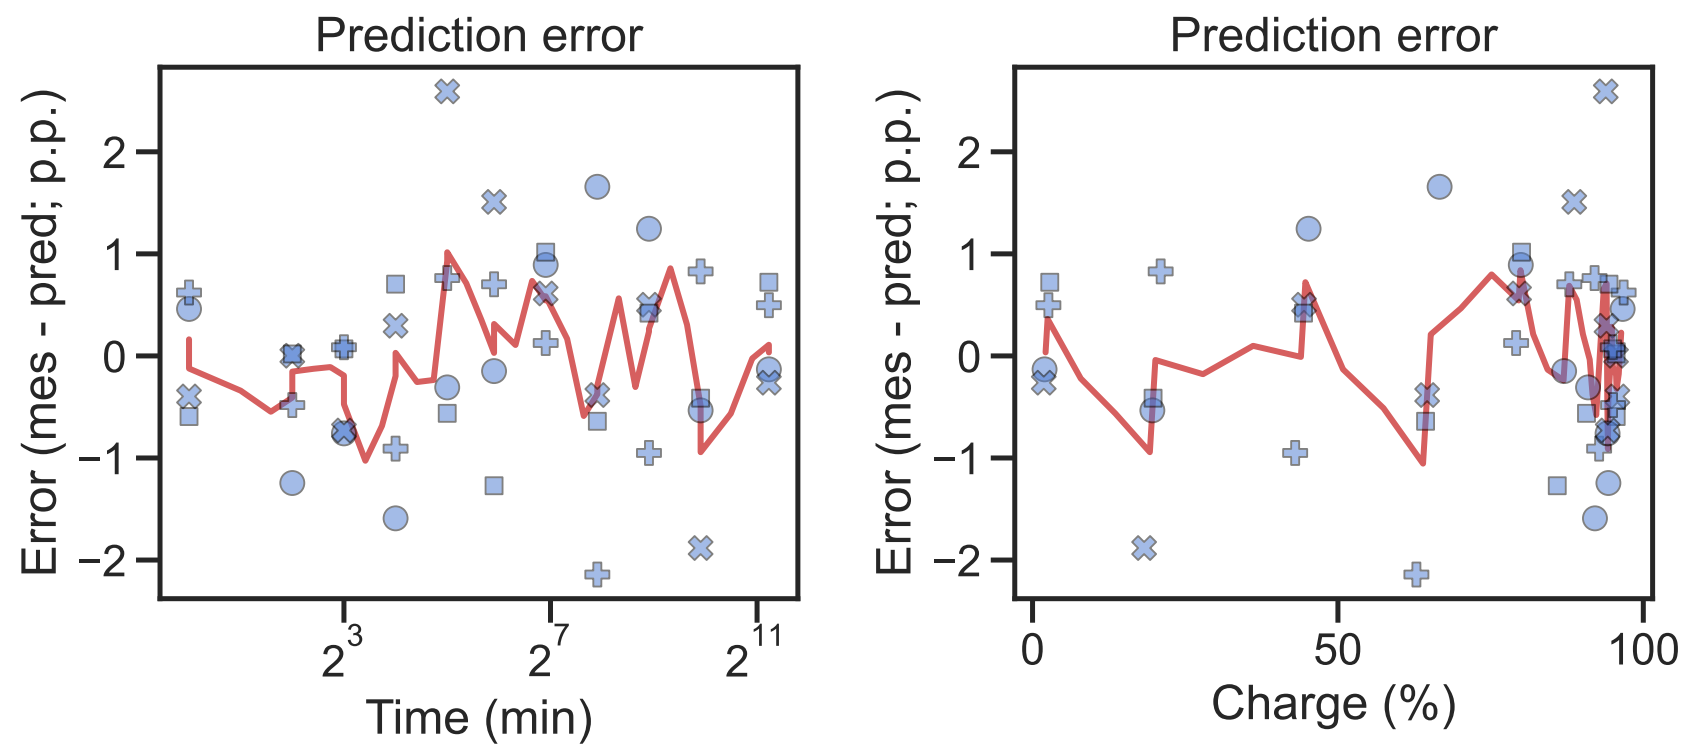 Prediction error
Error (mes - pred; p.p.)
2
1
0
−1
−2
2^3
2^7
2^11
Time (min)
Prediction error
Error (mes - pred; p.p.)
2
1
0
−1
−2
0
50
100
Charge (%)